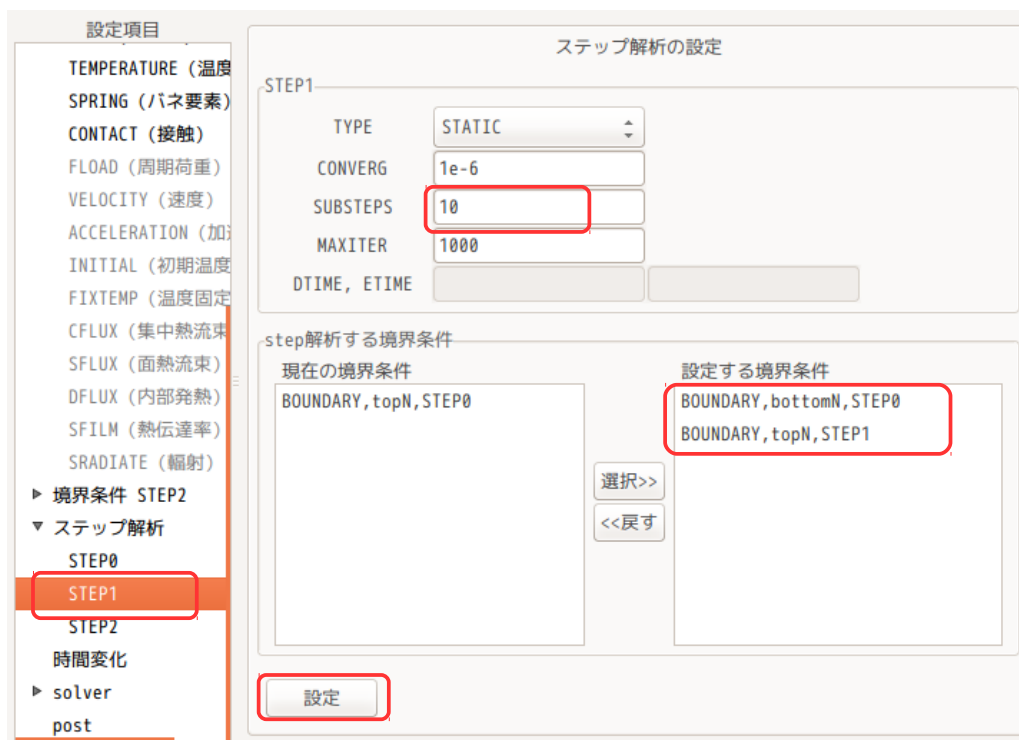 設定項目
TEMPERATURE (温度
SPRING (バネ要素)
CONTACT (接触)
FLOAD (周期荷重)
VELOCITY (速度)
ACCELERATION (加速
INITIAL (初期温度
FIXTEMP (温度固定
CFLUX (集中熱流束
SFLUX (面熱流束)
DFLUX (内部発熱)
SFILM (熱伝達率)
SRADIATE (輻射)
境界条件 STEP2
ステップ解析
STEP0
STEP1
STEP2
時間変化
solver
post
ステップ解析の設定
STEP1
TYPE STATIC
CONVERG 1e-6
SUBSTEPS 10
MAXITER 1000
DTIME, ETIME
step解析する境界条件
現在の境界条件
BOUNDARY,topN,STEP0
選択>>
<<戻す
設定する境界条件
BOUNDARY,bottomN,STEP0
BOUNDARY,topN,STEP1
設定